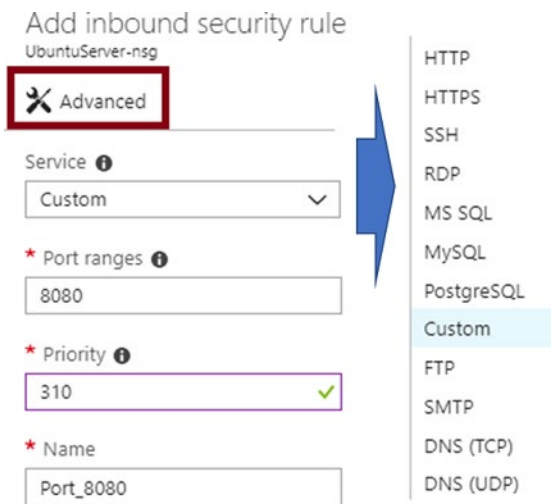 Add inbound security rule
UbuntuServer-nsg
Advanced
Service
Custom
* Port ranges
8080
* Priority
310
* Name
Port_8080
HTTP
HTTPS
SSH
RDP
MS SQL
MySQL
PostgreSQL
Custom
FTP
SMTP
DNS (TCP)
DNS (UDP)